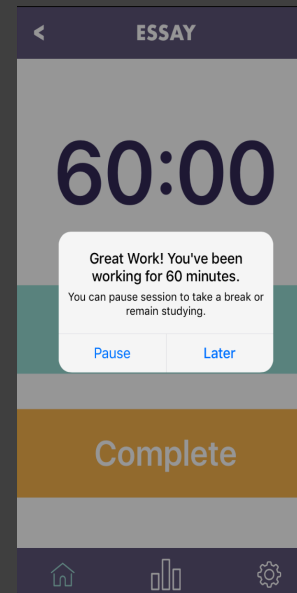 ESSAY
60:00
Great Work! You've been
working for 60 minutes.
You can pause session to take a break or
remain studying.
Pause Later
Complete